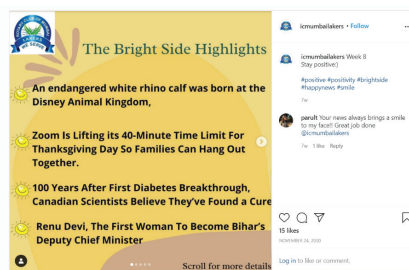 The Bright Side Highlights
An endangered white rhino calf was born at the
Disney Animal Kingdom,
Zoom Is Lifting its 40-Minute Time Limit For
Thanksgiving Day So Families Can Hang Out
Together.
100 Years After First Diabetes Breakthrough,
Canadian Scientists Believe They've Found a Cure
Renu Devi, The First Woman To Become Bihar's
Deputy Chief Minister
Scroll for more details
icmumbailakers • Follow
icmumbailakers Week 8
Stay positive:)
#positive #positivity #brightside
#happynews #smile
7w
parult Your news always brings a smile
to my face!! Great job done
@icmumbailakers
7w 1 like Reply
15 likes
NOVEMBER 24, 2020
Log in to like or comment.